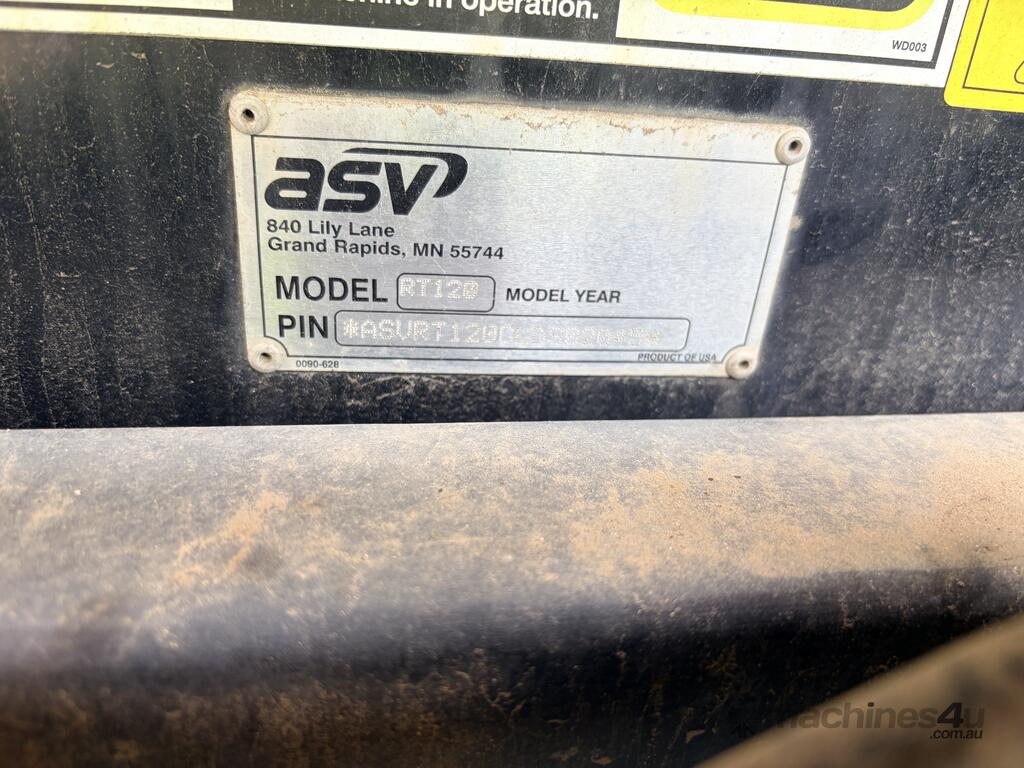 in operation.
WD003
asv
840 Lily Lane
Grand Rapids, MN 55744
MODEL RT120 MODEL YEAR
PIN
PRODUCT OF USA
0090-628
machines4u
.com.au